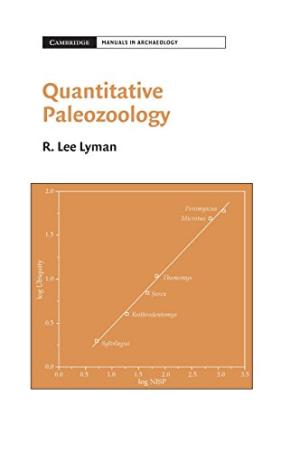 CAMBRIDGE MANUALS IN ARCHAEOLOGY
Quantitative
Paleozoology
R. Lee Lyman
2.0
1.5
1.0
0.5
0.0
log Ubiquity
Peromyscus
Microtus
Thomomys
Sorex
Reithrodontomys
Sylvilagus
0.0 0.5 1.0 1.5 2.0 2.5 3.0 3.5
log NISP